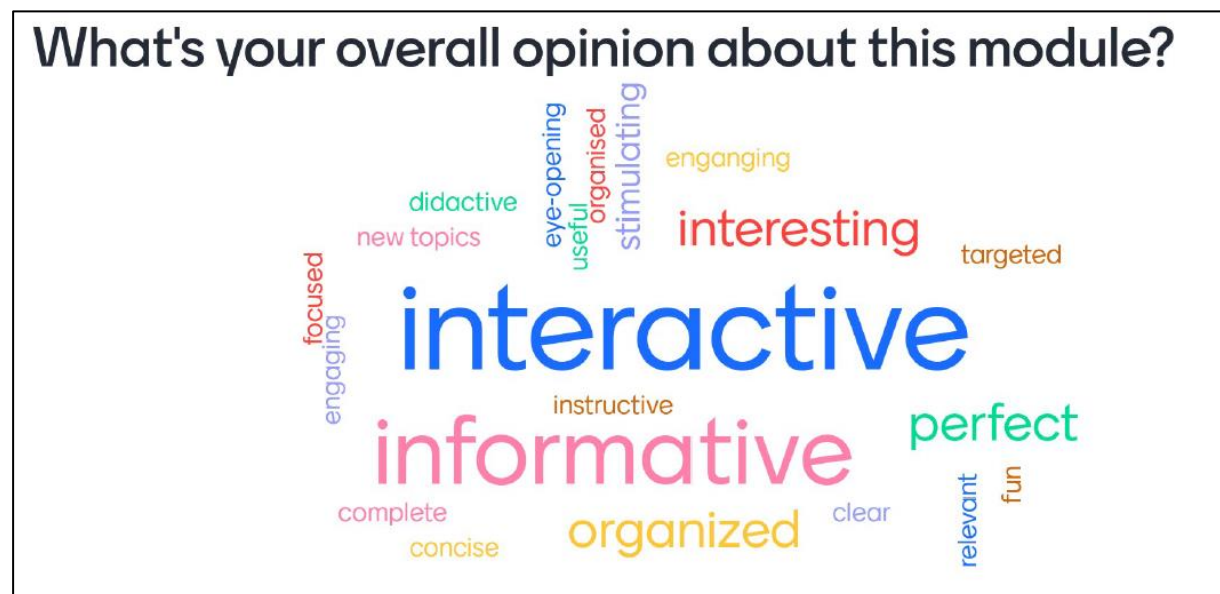 What's your overall opinion about this module?
eye-opening
organised
stimulating
enganging
didactive
useful
new topics
interesting
targeted
focused
interactive
engaging
instructive
informative
perfect
complete
organized
clear
relevant
fun
concise